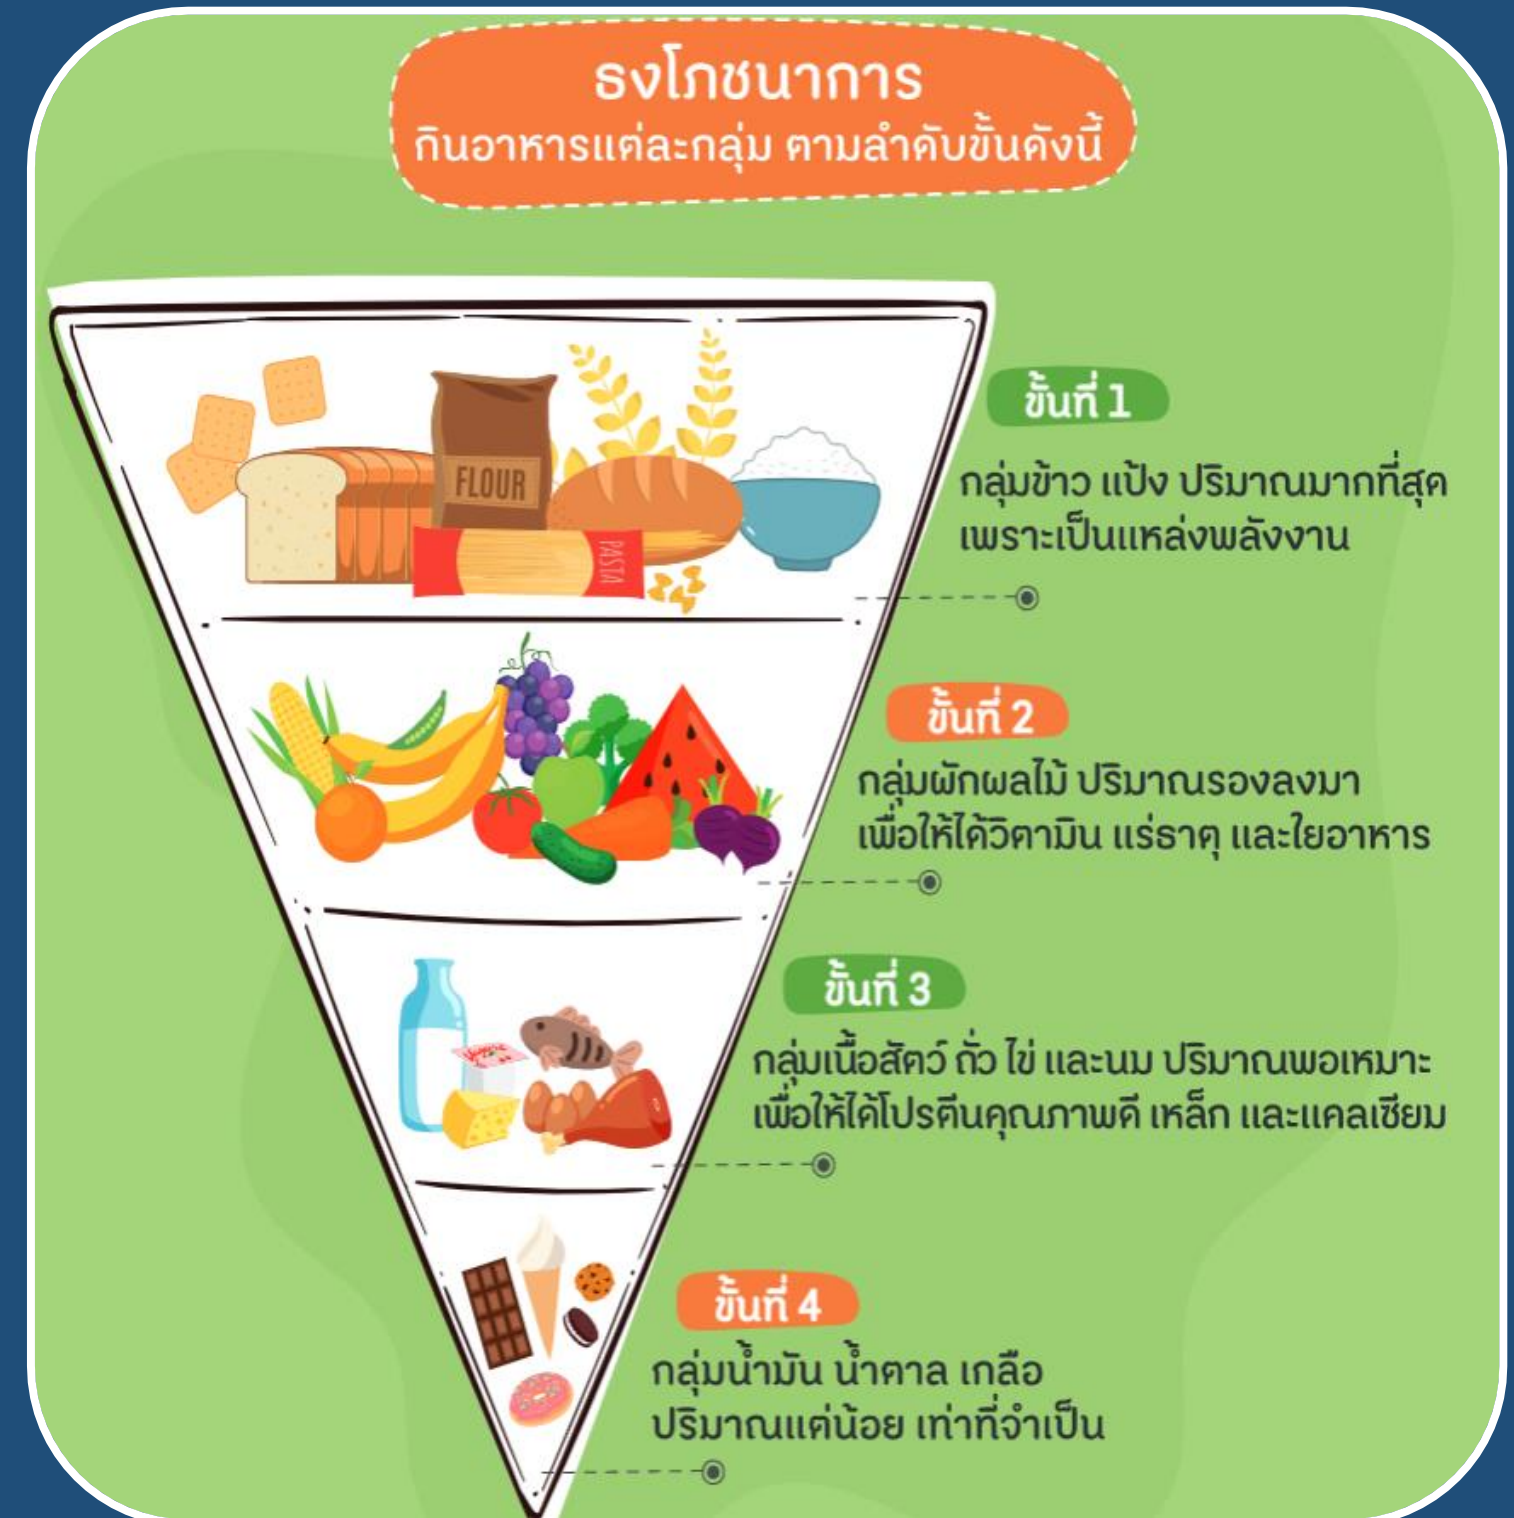 ธงโภชนาการ
กินอาหารแต่ละกลุ่ม ตามลำดับขั้นดังนี้
FLOUR
PASTA
ขั้นที่ 1
กลุ่มข้าว แป้ง ปริมาณมากที่สุด
เพราะเป็นแหล่งพลังงาน
ขั้นที่ 2
กลุ่มผักผลไม้ ปริมาณรองลงมา
เพื่อให้ได้วิตามิน แร่ธาตุ และใยอาหาร
ขั้นที่ 3
กลุ่มเนื้อสัตว์ ถั่ว ไข่ และนม ปริมาณพอเหมาะ
เพื่อให้ได้โปรตีนคุณภาพดี เหล็ก และแคลเซียม
ขั้นที่ 4
กลุ่มน้ำมัน น้ำตาล เกลือ
ปริมาณแต่น้อย เท่าที่จำเป็น